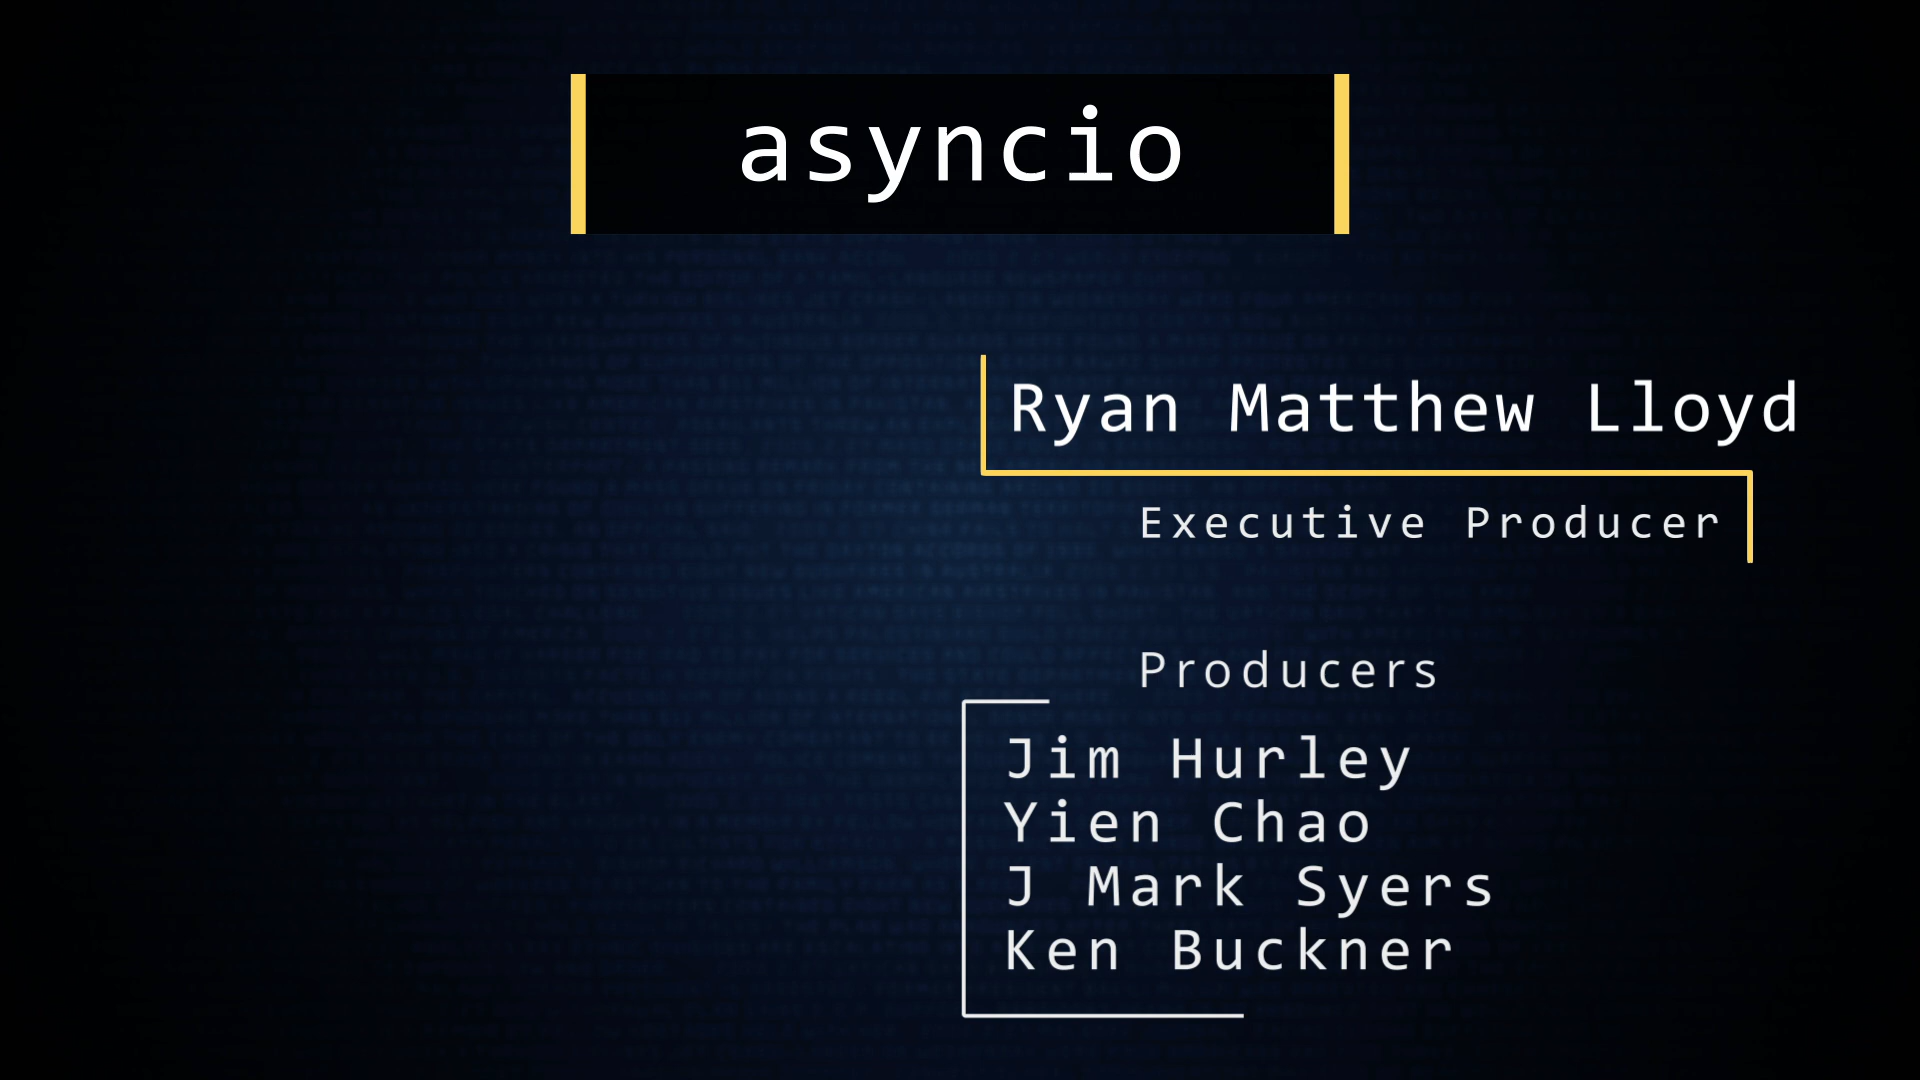 asyncio
Ryan Matthew Lloyd
Executive Producer
Producers
Jim Hurley
Yien Chao
J Mark Syers
Ken Buckner